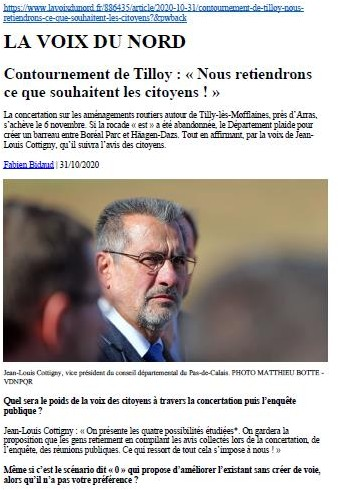 https://www.lavoixdunord.fr/886435/article/2020-10-31/contournement-de-tilloy-nous-
retiendrons-ce-que-souhaitent-les-citoyens?&pwback
LA VOIX DU NORD
Contournement de Tilloy : « Nous retiendrons
ce que souhaitent les citoyens ! »
La concertation sur les aménagements routiers autour de Tilly-lès-Mofflaines, près d'Arras,
s'achève le 6 novembre. Si la rocade « est » a été abandonnée, le Département plaide pour
créer un barreau entre Boréal Parc et Häagen-Dazs. Tout en affirmant, par la voix de Jean-
Louis Cottigny, qu'il suivra l'avis des citoyens.
Fabien Bidaud | 31/10/2020
Jean-Louis Cottigny, vice président du conseil départemental du Pas-de-Calais. PHOTO MATTHIEU BOTTE -
VDNPQR
Quel sera le poids de la voix des citoyens à travers la concertation puis l'enquête
publique ?
Jean-Louis Cottigny : « On présente les quatre possibilités étudiées*. On gardera la
proposition que les gens retiennent en compilant les avis collectés lors de la concertation, de
l'enquête, des réunions publiques. Ce qui ressort de tout cela s'impose à nous ! »
Même si c'est le scénario dit « 0 » qui propose d'améliorer l'existant sans créer de voie,
alors qu'il n'a pas votre préférence ?